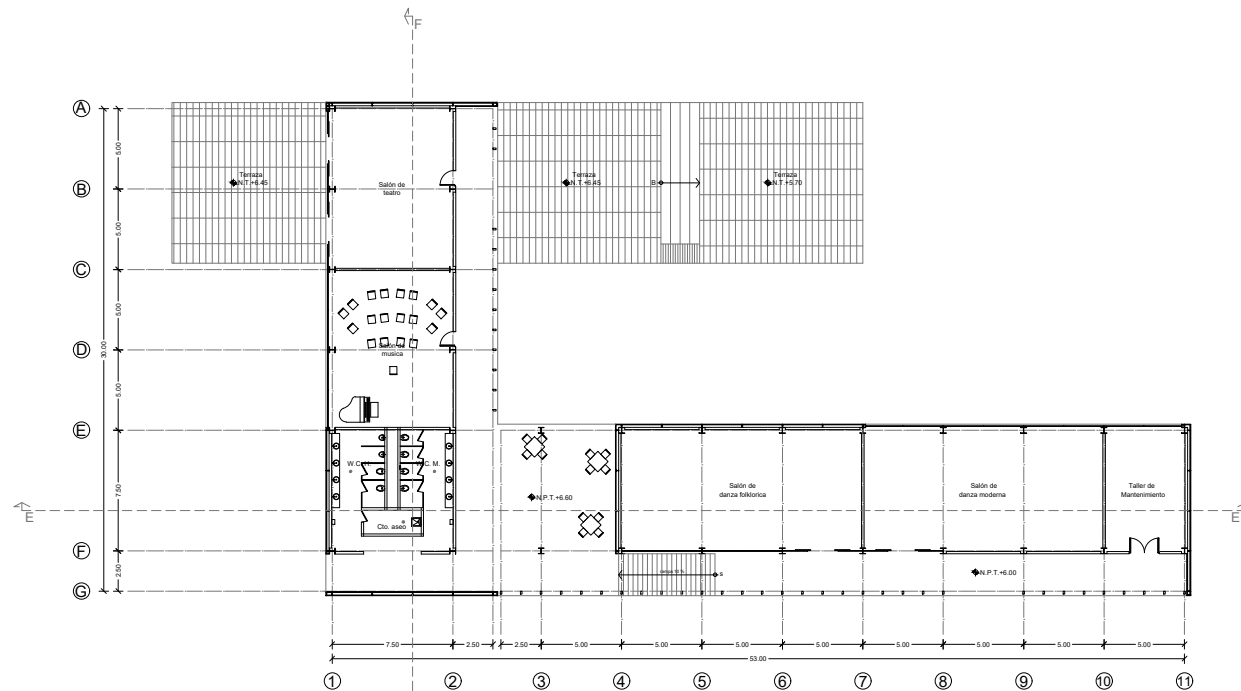 F
A
B
C
D
E
F
G
5.00
5.00
5.00
5.00
7.50
2.50
30.00
Terraza
N.T.+6.45
Salón de
teatro
Terraza
N.T.+6.45
B
Terraza
N.T.+5.70
Salón de
musica
W.C. H.
W.C. M.
Cto. aseo
N.P.T.+6.60
Salón de
danza folklorica
Salón de
danza moderna
Taller de
Mantenimiento
E
E
rampa 10 %
s
N.P.T.+6.00
7.50
2.50
2.50
5.00
5.00
5.00
5.00
5.00
5.00
5.00
5.00
53.00
1
2
3
4
5
6
7
8
9
10
11